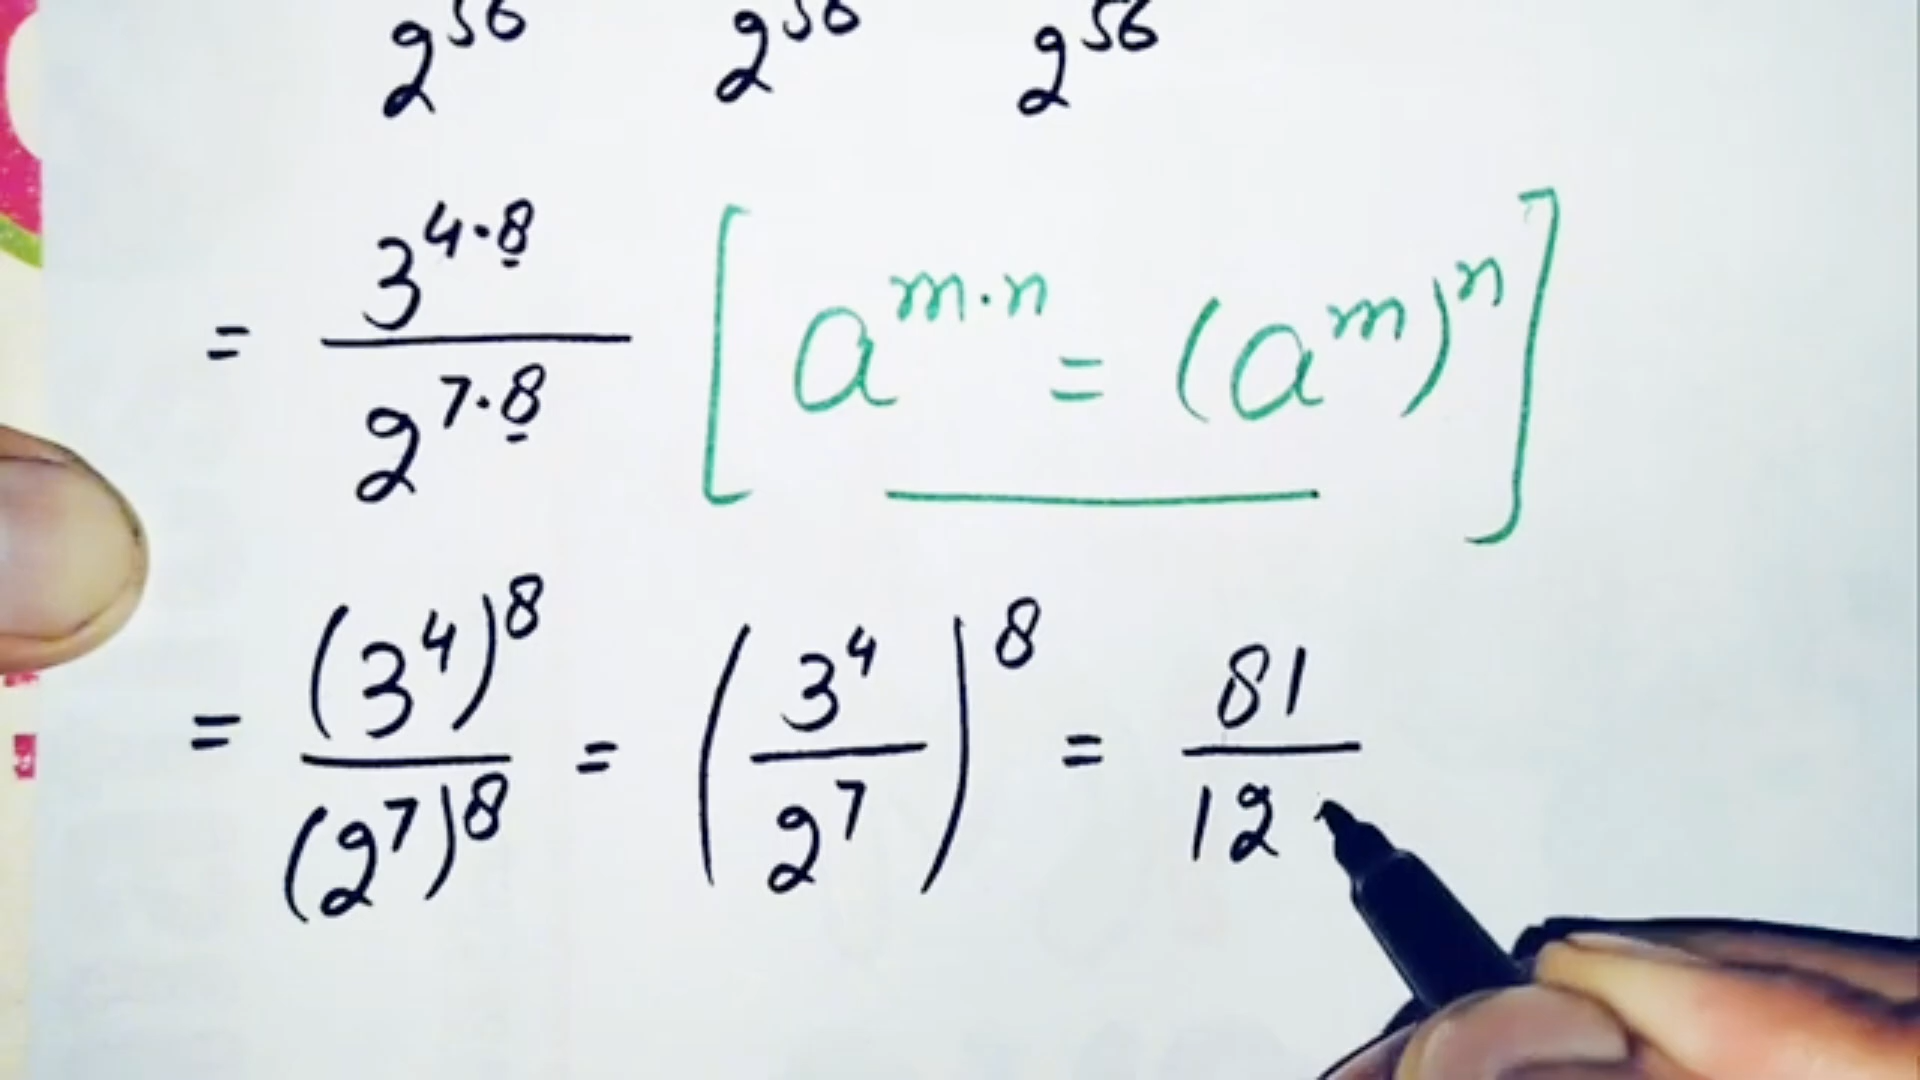 2^56 2^56 2^56
= 3^(4·8) / 2^(7·8) [a^(m·n) = (a^m)^n]
= (3^4)^8 / (2^7)^8 = (3^4 / 2^7)^8 = 81 / 12